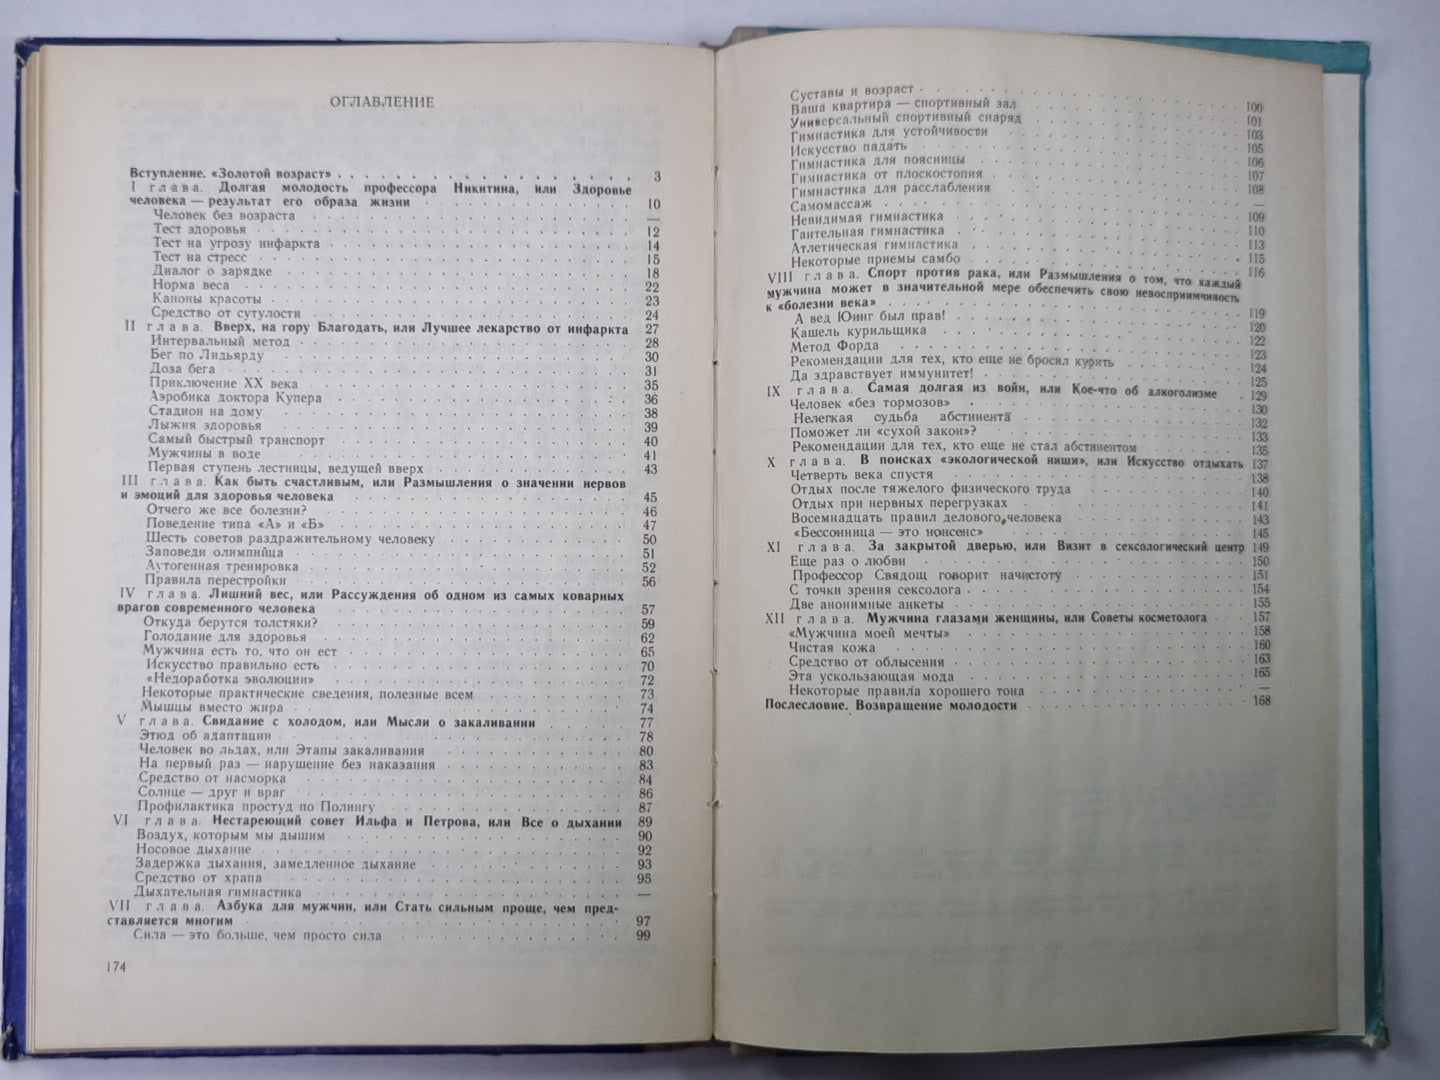 ОГЛАВЛЕНИЕ
Вступление. «Золотой возраст» . . . . . . . . . . . . . . . . 3
I глава. Долгая молодость профессора Никитина, или Здоровье
человека — результат его образа жизни . . . . . . . . . . 10
Человек без возраста . . . . . . . . . . —
Тест здоровья . . . . . . . . . . 12
Тест на угрозу инфаркта . . . . . . . . . . 14
Тест на стресс . . . . . . . . . . 15
Диалог о зарядке . . . . . . . . . . 18
Норма веса . . . . . . . . . . 22
Каноны красоты . . . . . . . . . . 23
Средство от сутулости . . . . . . . . . . 24
II глава. Вверх, на гору Благодать, или Лучшее лекарство от инфаркта 27
Интервальный метод . . . . . . . . . . 28
Бег по Лидьярду . . . . . . . . . . 30
Доза бега . . . . . . . . . . 31
Приключение XX века . . . . . . . . . . 35
Аэробика доктора Купера . . . . . . . . . . 36
Стадион на дому . . . . . . . . . . 38
Лыжня здоровья . . . . . . . . . . 39
Самый быстрый транспорт . . . . . . . . . . 40
Мужчины в воде . . . . . . . . . . 41
Первая ступень лестницы, ведущей вверх . . . . . . . . . . 43
III глава. Как быть счастливым, или Размышления о значении нервов
и эмоций для здоровья человека . . . . . . . . . . 45
Отчего же все болезни? . . . . . . . . . . 46
Поведение типа «А» и «Б» . . . . . . . . . . 47
Шесть советов раздражительному человеку . . . . . . . . . . 50
Заповеди олимпийца . . . . . . . . . . 51
Аутогенная тренировка . . . . . . . . . . 52
Правила перестройки . . . . . . . . . . 56
IV глава. Лишний вес, или Рассуждения об одном из самых коварных
врагов современного человека . . . . . . . . . . 57
Откуда берутся толстяки? . . . . . . . . . . 59
Голодание для здоровья . . . . . . . . . . 62
Мужчина есть то, что он ест . . . . . . . . . . 65
Искусство правильно есть . . . . . . . . . . 70
«Недоработка эволюции» . . . . . . . . . . 72
Некоторые практические сведения, полезные всем . . . . . . . . . . 73
Мышцы вместо жира . . . . . . . . . . 74
V глава. Свидание с холодом, или Мысли о закаливании . . . . . 77
Этюд об адаптации . . . . . . . . . . 78
Человек во льдах, или Этапы закаливания . . . . . . . . . . 80
На первый раз — нарушение без наказания . . . . . . . . . . 83
Средство от насморка . . . . . . . . . . 84
Солнце — друг и враг . . . . . . . . . . 86
Профилактика простуд по Полингу . . . . . . . . . . 87
VI глава. Нестареющий совет Ильфа и Петрова, или Все о дыхании 89
Воздух, которым мы дышим . . . . . . . . . . 90
Носовое дыхание . . . . . . . . . . 92
Задержка дыхания, замедленное дыхание . . . . . . . . . . 93
Средство от храпа . . . . . . . . . . 95
Дыхательная гимнастика . . . . . . . . . . —
VII глава. Азбука для мужчин, или Стать сильным проще, чем пред-
ставляется многим . . . . . . . . . . 97
Сила — это больше, чем просто сила . . . . . . . . . . 99
174
Суставы и возраст . . . . . . . . . . 100
Ваша квартира — спортивный зал . . . . . . . . . . 101
Универсальный спортивный снаряд . . . . . . . . . . 103
Гимнастика для устойчивости . . . . . . . . . . 105
Искусство падать . . . . . . . . . . 106
Гимнастика для поясницы . . . . . . . . . . 107
Гимнастика от плоскостопия . . . . . . . . . . 108
Гимнастика для расслабления . . . . . . . . . . —
Самомассаж . . . . . . . . . . 109
Невидимая гимнастика . . . . . . . . . . 110
Гантельная гимнастика . . . . . . . . . . 113
Атлетическая гимнастика . . . . . . . . . . 115
Некоторые приемы самбо . . . . . . . . . . 116
VIII глава. Спорт против рака, или Размышления о том, что каждый
мужчина может в значительной мере обеспечить свою невосприимчивость
к «болезни века» . . . . . . . . . . 119
А вед Юинг был прав! . . . . . . . . . . 120
Кашель курильщика . . . . . . . . . . 122
Метод Форда . . . . . . . . . . 123
Рекомендации для тех, кто еще не бросил курить . . . . . . . . . . 124
Да здравствует иммунитет! . . . . . . . . . . 125
IX глава. Самая долгая из войн, или Кое-что об алкоголизме . 129
Человек «без тормозов» . . . . . . . . . . 130
Нелегкая судьба абстинента . . . . . . . . . . 132
Поможет ли «сухой закон»? . . . . . . . . . . 133
Рекомендации для тех, кто еще не стал абстинентом . . . . . . . . . . 135
X глава. В поисках «экологической ниши», или Искусство отдыхать 137
Четверть века спустя . . . . . . . . . . 138
Отдых после тяжелого физического труда . . . . . . . . . . 140
Отдых при нервных перегрузках . . . . . . . . . . 141
Восемнадцать правил делового человека . . . . . . . . . . 143
«Бессонница — это нонсенс» . . . . . . . . . . 145
XI глава. За закрытой дверью, или Визит в сексологический центр 149
Еще раз о любви . . . . . . . . . . 150
Профессор Свядощ говорит начистоту . . . . . . . . . . 151
С точки зрения сексолога . . . . . . . . . . 154
Две анонимные анкеты . . . . . . . . . . 155
XII глава. Мужчина глазами женщины, или Советы косметолога . . 157
«Мужчина моей мечты» . . . . . . . . . . 158
Чистая кожа . . . . . . . . . . 160
Средство от облысения . . . . . . . . . . 163
Эта ускользающая мода . . . . . . . . . . 165
Некоторые правила хорошего тона . . . . . . . . . . —
Послесловие. Возвращение молодости . . . . . . . . . . 168